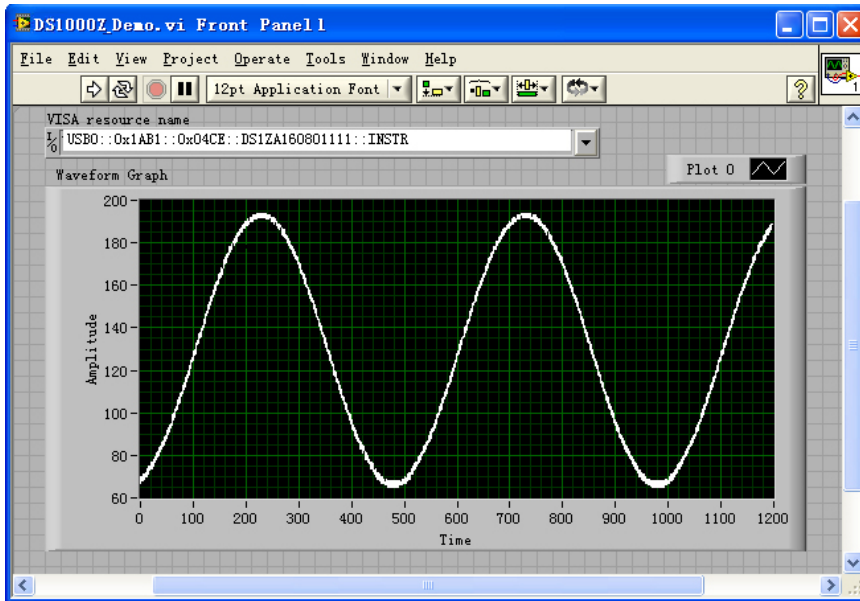 DS1000Z_Demo.vi Front Panel1
File Edit View Project Operate Tools Window Help
12pt Application Font
?
1
VISA resource name
I/O USB0::0x1AB1::0x04CE::DS1ZA160801111::INSTR
Plot 0
Waveform Graph
200
180
160
140
120
100
80
60
Amplitude
0 100 200 300 400 500 600 700 800 900 1000 1100 1200
Time